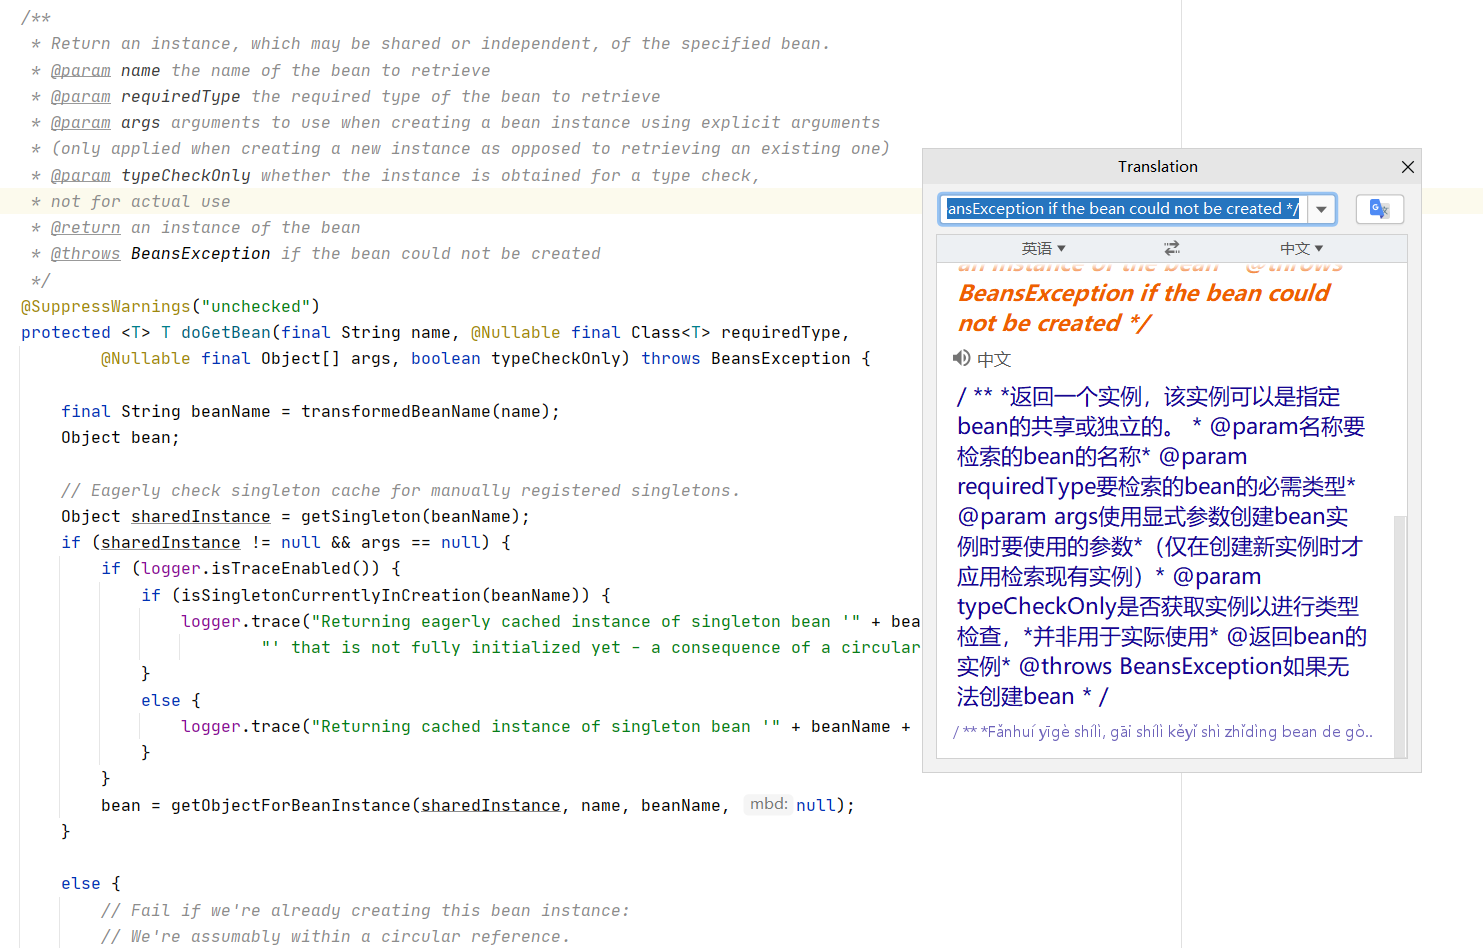 /**
* Return an instance, which may be shared or independent, of the specified bean.
* @param name the name of the bean to retrieve
* @param requiredType the required type of the bean to retrieve
* @param args arguments to use when creating a bean instance using explicit arguments
* (only applied when creating a new instance as opposed to retrieving an existing one)
* @param typeCheckOnly whether the instance is obtained for a type check,
* not for actual use
* @return an instance of the bean
* @throws BeansException if the bean could not be created
*/
@SuppressWarnings("unchecked")
protected <T> T doGetBean(final String name, @Nullable final Class<T> requiredType,
@Nullable final Object[] args, boolean typeCheckOnly) throws BeansException {
final String beanName = transformedBeanName(name);
Object bean;
// Eagerly check singleton cache for manually registered singletons.
Object sharedInstance = getSingleton(beanName);
if (sharedInstance != null && args == null) {
if (logger.isTraceEnabled()) {
if (isSingletonCurrentlyInCreation(beanName)) {
logger.trace("Returning eagerly cached instance of singleton bean '" + bea
"' that is not fully initialized yet - a consequence of a circular
}
else {
logger.trace("Returning cached instance of singleton bean '" + beanName +
}
}
bean = getObjectForBeanInstance(sharedInstance, name, beanName, mbd: null);
}
else {
// Fail if we're already creating this bean instance:
// We're assumably within a circular reference.
Translation
ansException if the bean could not be created */
英语 中文
an instance of the bean * @throws
BeansException if the bean could
not be created */
中文
/ ** *返回一个实例，该实例可以是指定
bean的共享或独立的。 * @param名称要
检索的bean的名称* @param
requiredType要检索的bean的必需类型*
@param args使用显式参数创建bean实
例时要使用的参数*（仅在创建新实例时才
应用检索现有实例）* @param
typeCheckOnly是否获取实例以进行类型
检查，*并非用于实际使用* @返回bean的
实例* @throws BeansException如果无
法创建bean * /
/ ** *Fǎnhuí yīgè shílì, gāi shílì kěyǐ shì zhǐdìng bean de gò..